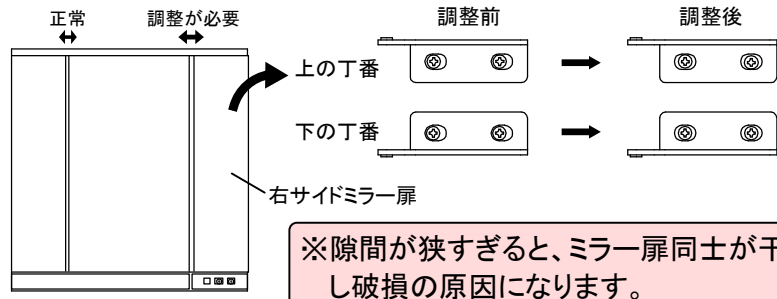 正常
調整が必要
調整前
調整後
上の丁番
下の丁番
右サイドミラー扉
※隙間が狭すぎると、ミラー扉同士が干
し破損の原因になります。